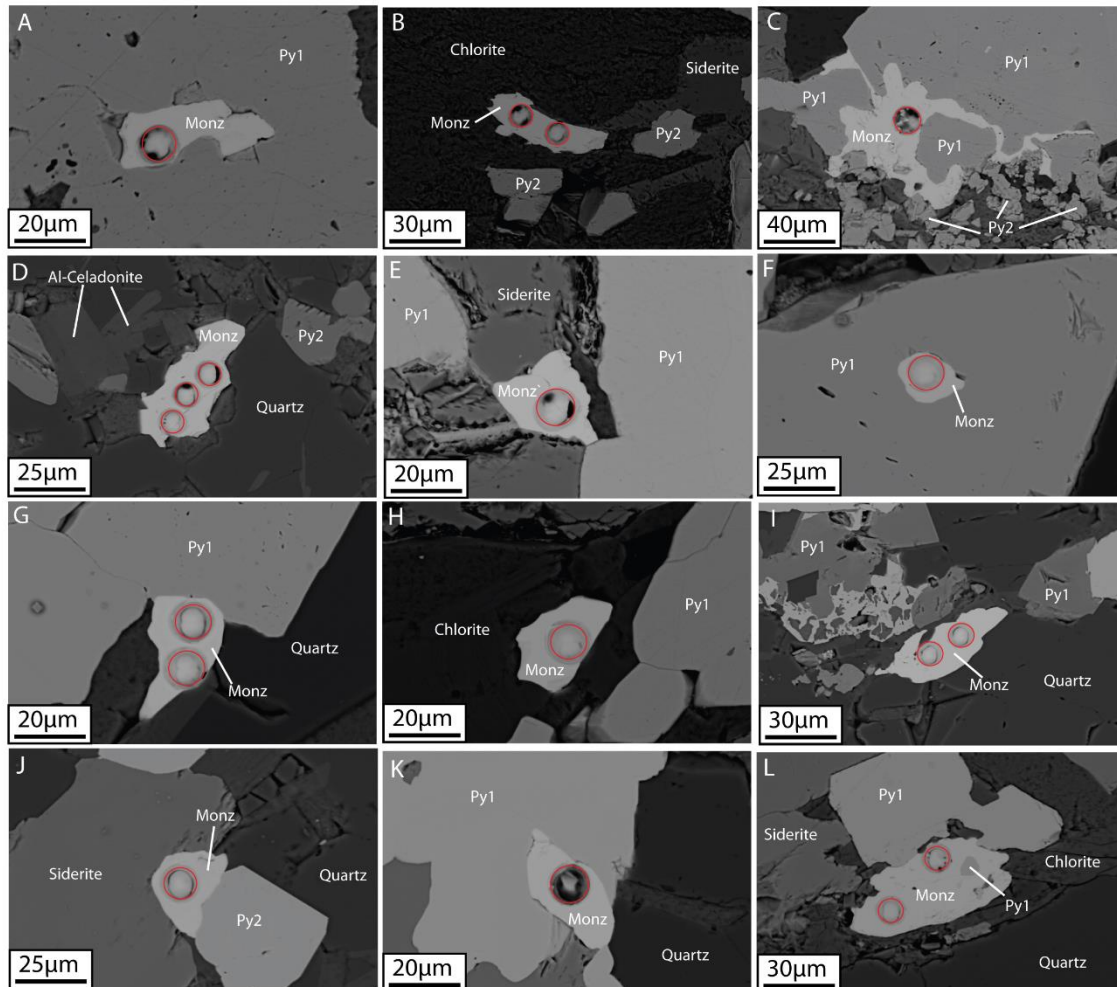 A
Py1
Monz
20µm
B
Chlorite
Siderite
Monz
Py2
Py2
30µm
C
Py1
Py1
Monz
Py1
Py2
40µm
D
Al-Celadonite
Monz
Py2
Quartz
25µm
E
Siderite
Py1
Py1
Monz`
20µm
F
Py1
Monz
25µm
G
Py1
Quartz
Monz
20µm
H
Py1
Chlorite
Monz
20µm
I
Py1
Py1
Monz
Quartz
30µm
J
Monz
Siderite
Quartz
Py2
25µm
K
Py1
Monz
Quartz
20µm
L
Py1
Siderite
Chlorite
Monz
Py1
Quartz
30µm